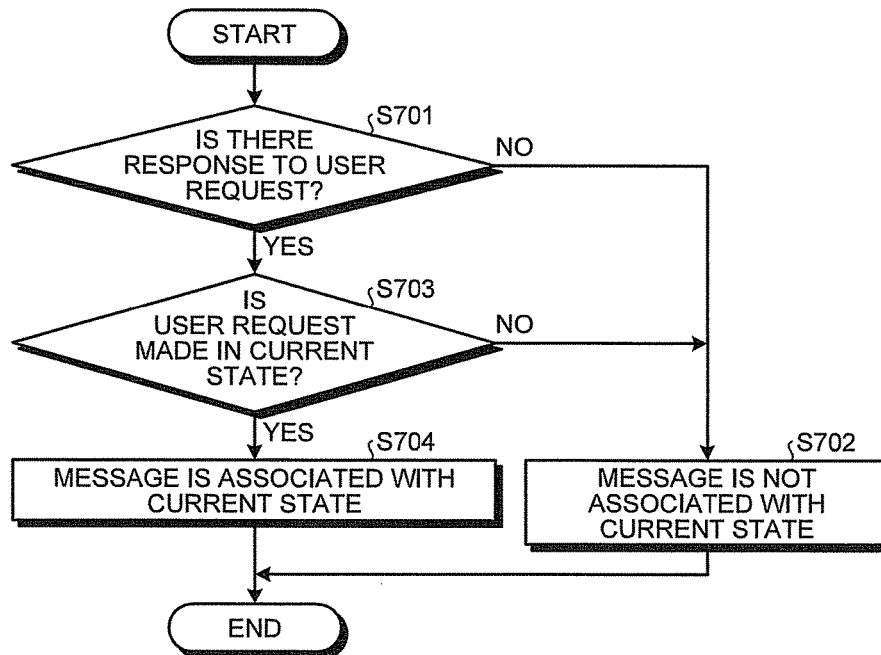 START
S701
IS THERE
RESPONSE TO USER
REQUEST?
NO
YES
S703
IS
USER REQUEST
MADE IN CURRENT
STATE?
NO
YES
S704
MESSAGE IS ASSOCIATED WITH
CURRENT STATE
S702
MESSAGE IS NOT
ASSOCIATED WITH
CURRENT STATE
END